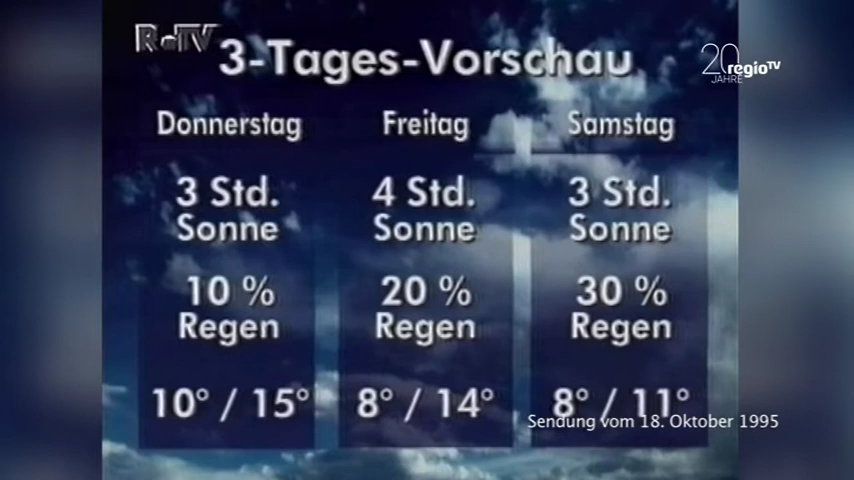 R.TV
20 JAHRE regioTV
3-Tages-Vorschau
Donnerstag Freitag Samstag
3 Std. 4 Std. 3 Std.
Sonne Sonne Sonne
10 % 20 % 30 %
Regen Regen Regen
10° / 15° 8° / 14° 8° / 11°
Sendung vom 18. Oktober 1995